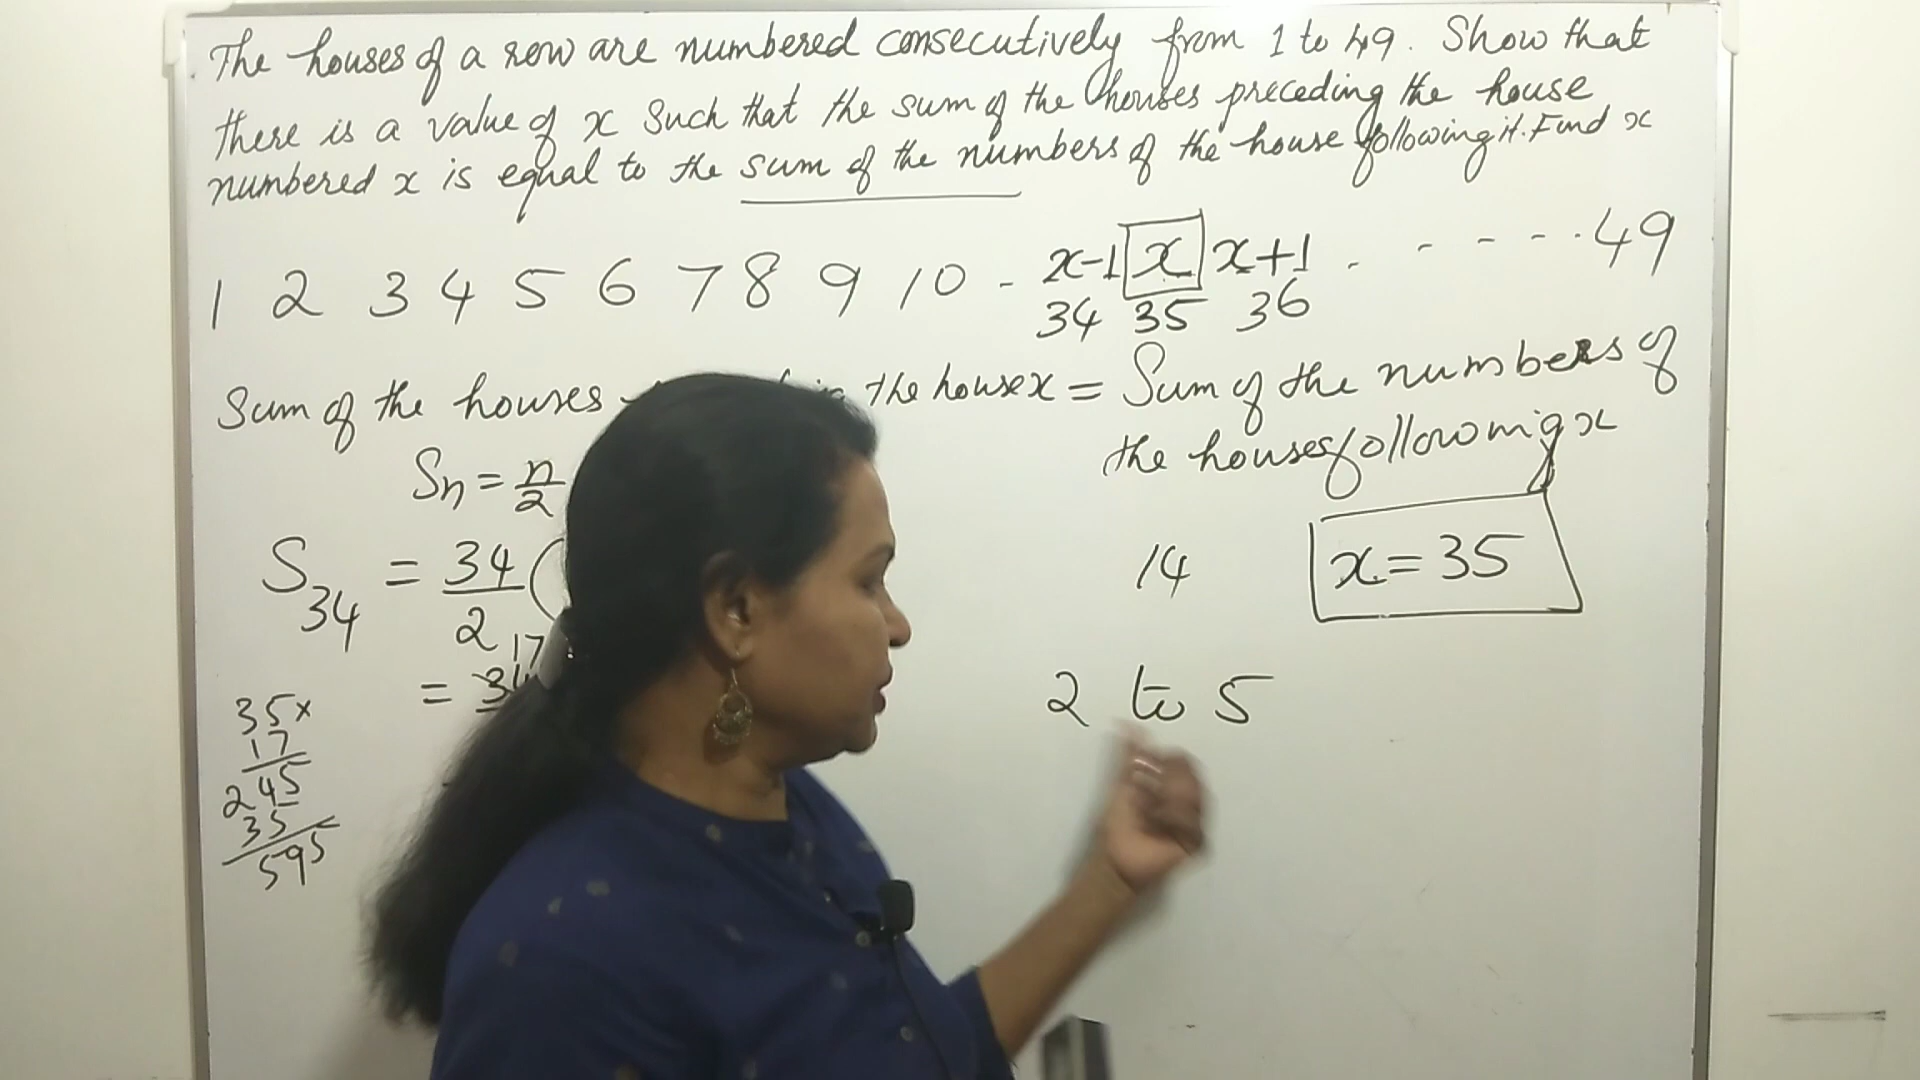 The houses of a row are numbered consecutively from 1 to 49. Show that
there is a value of x such that the sum of the houses preceding the house
numbered x is equal to the sum of the numbers of the house following it. Find x
1 2 3 4 5 6 7 8 9 10 - x-1 x x+1 . - - - . . 49
34 35 36
Sum of the houses the house x = Sum of the numbers of
the houses following x
Sn = n/2
S34 = 34/2 (
14
x = 35
17
= 34
2 to 5
35 x
17
245
35
595